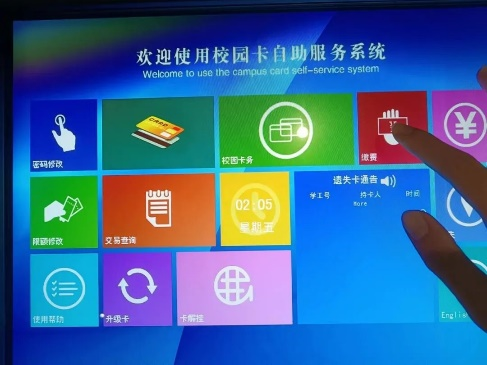 欢迎使用校园卡自助服务系统
Welcome to use the campus card self-service system
密码修改
校园卡务
缴费
限额修改
交易查询
02:05
星期五
遗失卡通告
学工号 持卡人 时间
More
使用帮助
升级卡
卡解挂
English